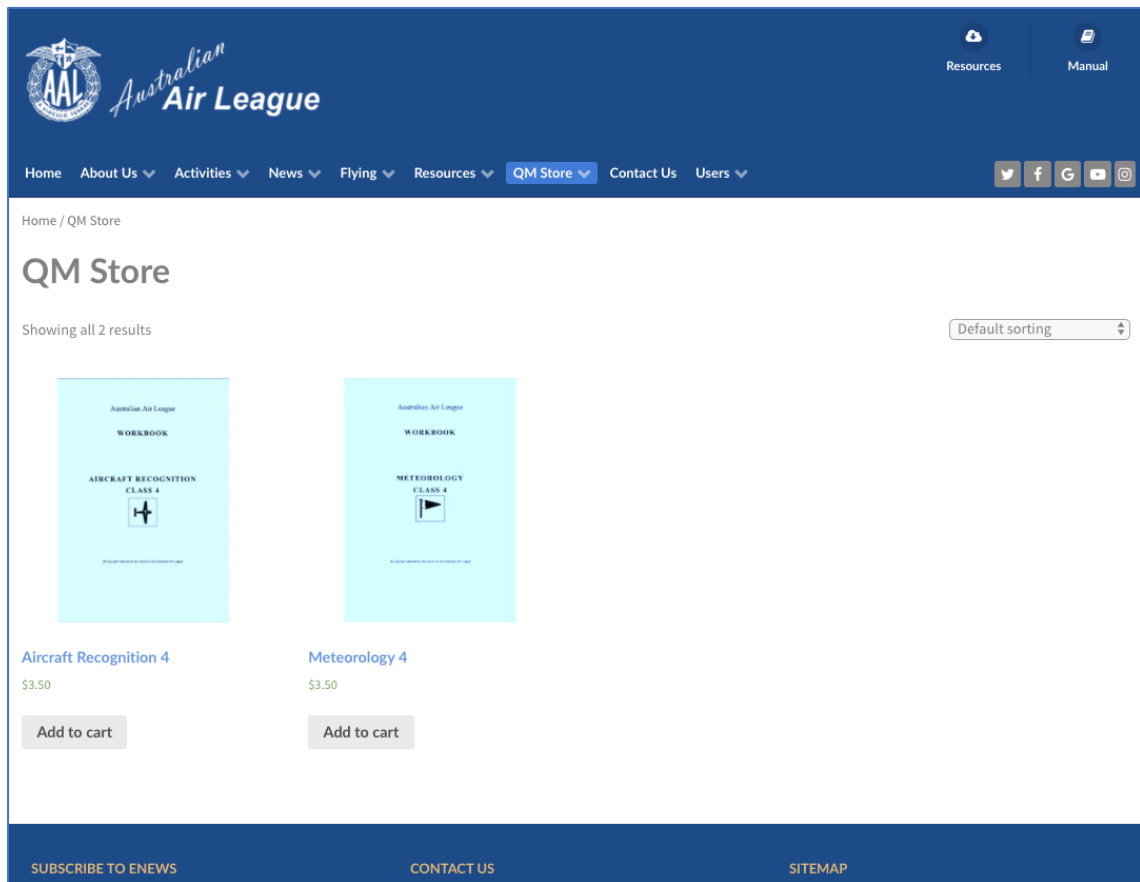 Resources
Manual
AAL
Australian
Air League
Home About Us Activities News Flying Resources QM Store Contact Us Users
Home / QM Store
QM Store
Showing all 2 results
Default sorting
Australian Air League
WORKBOOK
AIRCRAFT RECOGNITION
CLASS 4
Australian Air League
WORKBOOK
METEOROLOGY
CLASS 4
Aircraft Recognition 4
$3.50
Add to cart
Meteorology 4
$3.50
Add to cart
SUBSCRIBE TO ENEWS
CONTACT US
SITEMAP